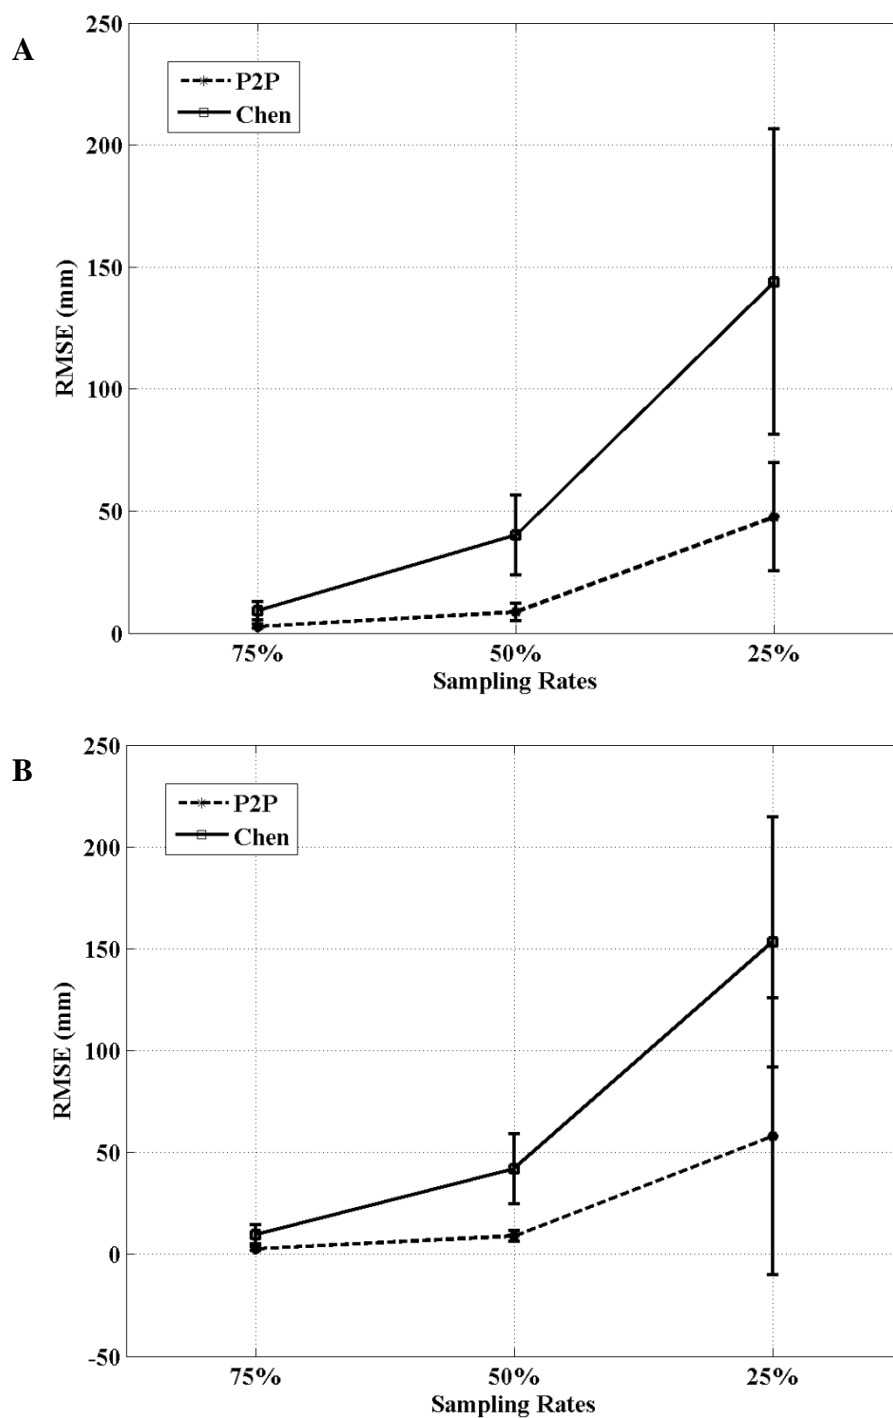 A
250
200
150
100
50
0
RMSE (mm)
P2P
Chen
75% 50% 25%
Sampling Rates
B
250
200
150
100
50
0
-50
RMSE (mm)
P2P
Chen
75% 50% 25%
Sampling Rates